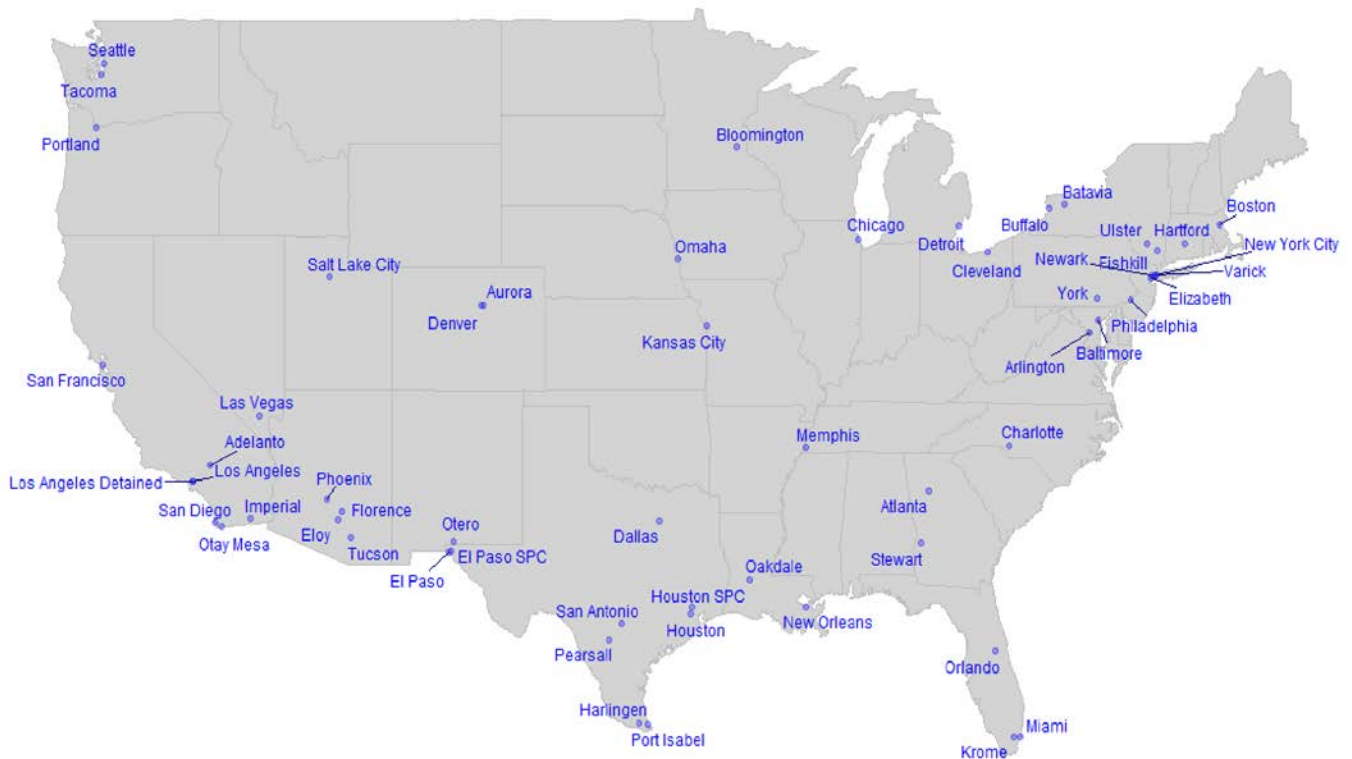 Seattle
Tacoma
Portland
Bloomington
Batavia
Buffalo
Boston
Chicago
Detroit
Ulster
Hartford
New York City
Omaha
Cleveland
Newark
Fishkill
Varick
Salt Lake City
Aurora
York
Elizabeth
Denver
Philadelphia
Kansas City
Baltimore
Arlington
San Francisco
Las Vegas
Memphis
Charlotte
Adelanto
Los Angeles
Los Angeles Detained
Phoenix
San Diego
Imperial
Florence
Atlanta
Otay Mesa
Eloy
Otero
Dallas
Tucson
El Paso SPC
Stewart
El Paso
Oakdale
Houston SPC
San Antonio
New Orleans
Houston
Pearsall
Orlando
Harlingen
Port Isabel
Miami
Krome